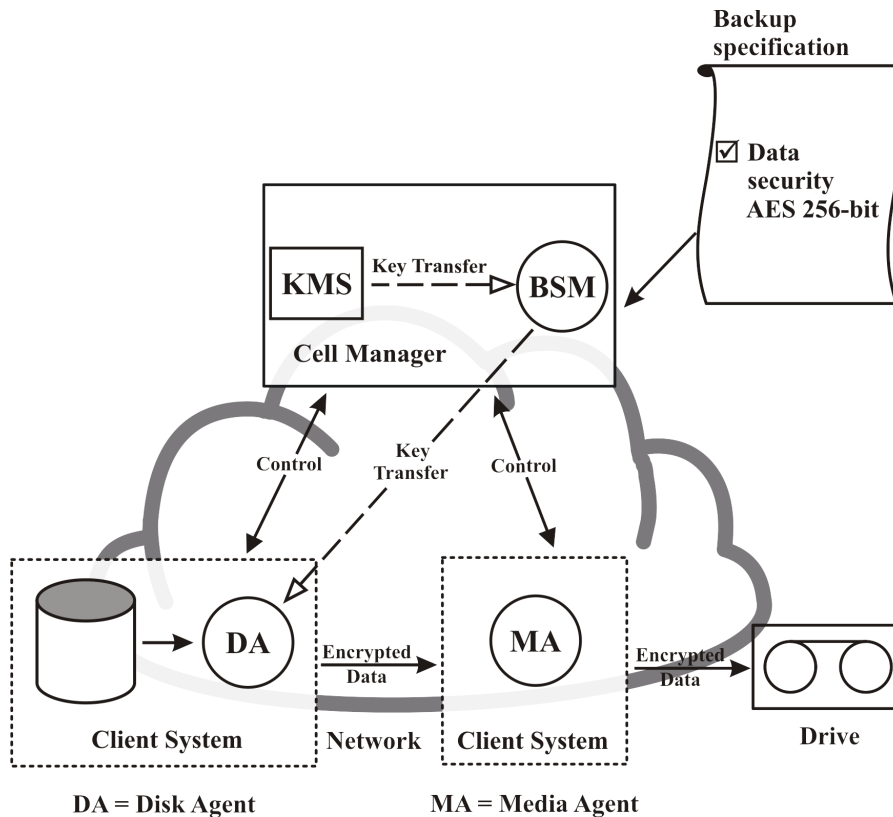 Backup
specification
☑ Data
security
AES 256-bit
KMS
Key Transfer
BSM
Cell Manager
Control
Key
Transfer
Control
DA
Encrypted
Data
MA
Encrypted
Data
Client System
Network
Client System
Drive
DA = Disk Agent
MA = Media Agent